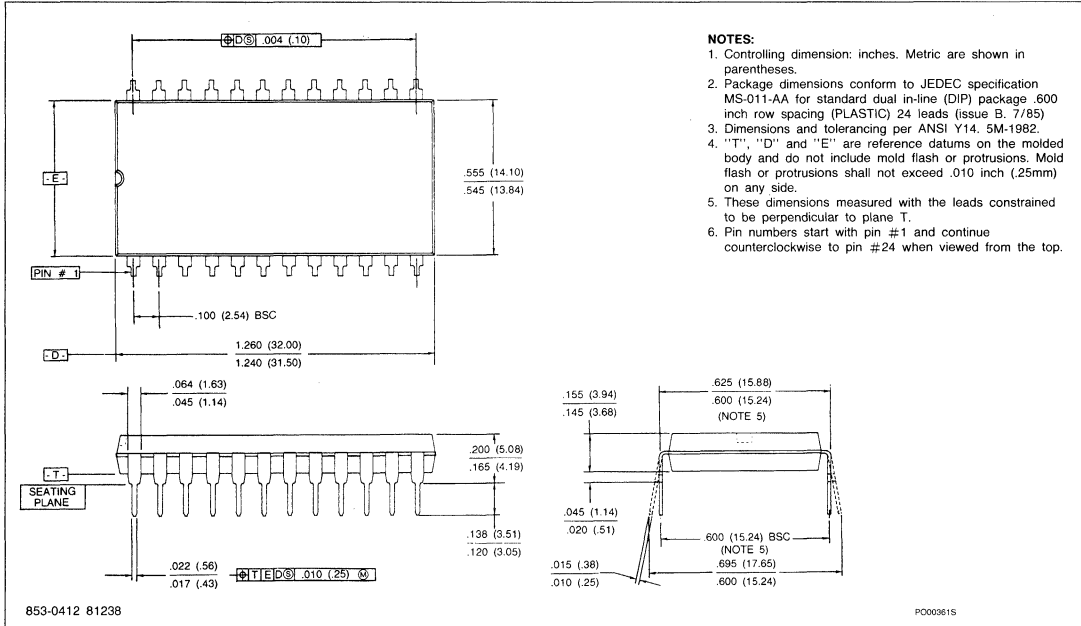 ⌖ D Ⓢ .004 (.10)
- E -
.555 (14.10)
.545 (13.84)
PIN # 1
.100 (2.54) BSC
- D -
1.260 (32.00)
1.240 (31.50)
NOTES:
1. Controlling dimension: inches. Metric are shown in
parentheses.
2. Package dimensions conform to JEDEC specification
MS-011-AA for standard dual in-line (DIP) package .600
inch row spacing (PLASTIC) 24 leads (issue B. 7/85)
3. Dimensions and tolerancing per ANSI Y14. 5M-1982.
4. "T", "D" and "E" are reference datums on the molded
body and do not include mold flash or protrusions. Mold
flash or protrusions shall not exceed .010 inch (.25mm)
on any side.
5. These dimensions measured with the leads constrained
to be perpendicular to plane T.
6. Pin numbers start with pin #1 and continue
counterclockwise to pin #24 when viewed from the top.
.064 (1.63)
.045 (1.14)
.200 (5.08)
.165 (4.19)
- T -
SEATING
PLANE
.138 (3.51)
.120 (3.05)
.022 (.56)
.017 (.43)
⌖ T E D Ⓢ .010 (.25) Ⓜ
.625 (15.88)
.600 (15.24)
(NOTE 5)
.155 (3.94)
.145 (3.68)
.045 (1.14)
.020 (.51)
.600 (15.24) BSC
(NOTE 5)
.695 (17.65)
.600 (15.24)
.015 (.38)
.010 (.25)
853-0412 81238
PO00361S